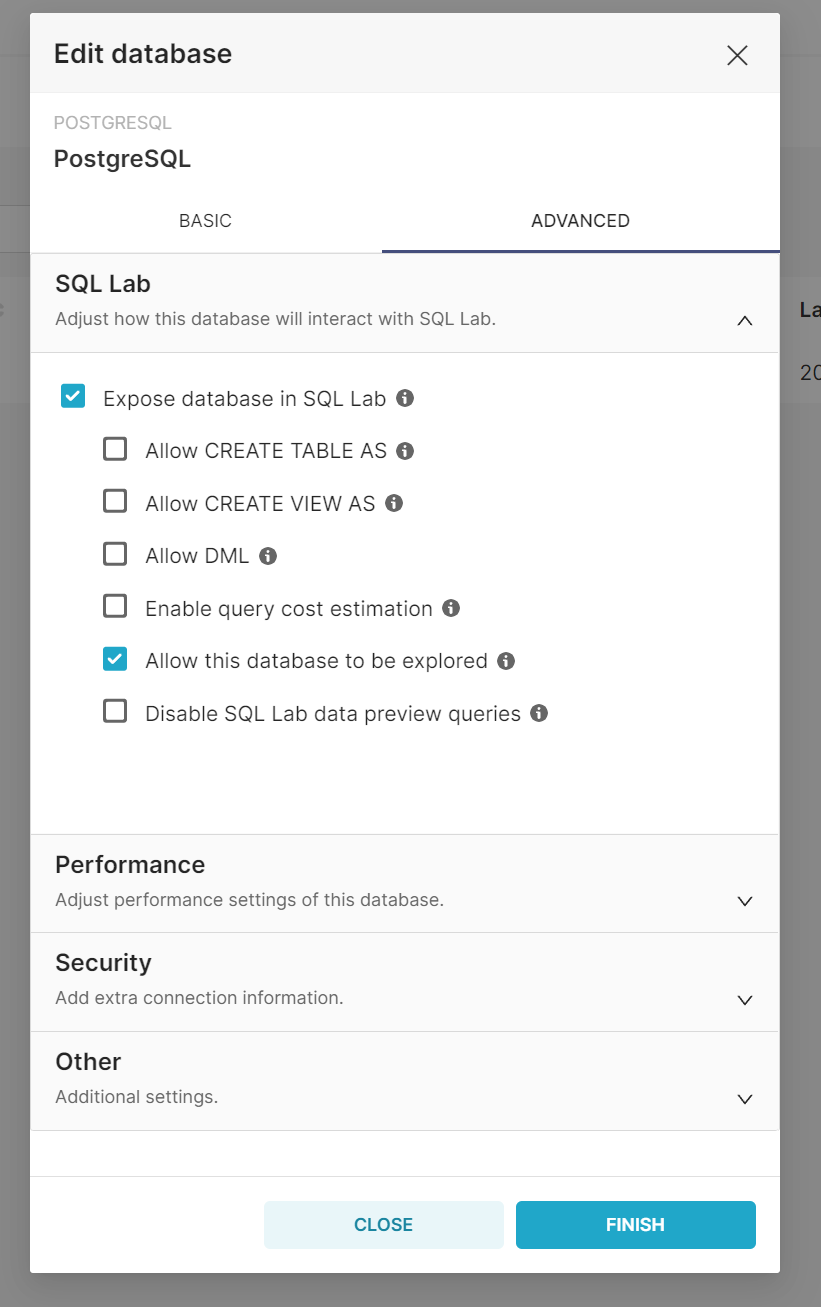 Edit database
POSTGRESQL
PostgreSQL
BASIC
ADVANCED
SQL Lab
Adjust how this database will interact with SQL Lab.
Expose database in SQL Lab
Allow CREATE TABLE AS
Allow CREATE VIEW AS
Allow DML
Enable query cost estimation
Allow this database to be explored
Disable SQL Lab data preview queries
Performance
Adjust performance settings of this database.
Security
Add extra connection information.
Other
Additional settings.
CLOSE
FINISH